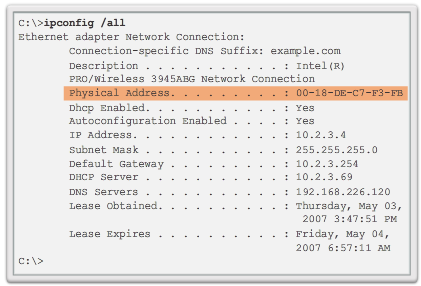 C:\>ipconfig /all
Ethernet adapter Network Connection:
Connection-specific DNS Suffix: example.com
Description . . . . . . . . . . . : Intel(R)
PRO/Wireless 3945ABG Network Connection
Physical Address. . . . . . . . . : 00-18-DE-C7-F3-FB
Dhcp Enabled. . . . . . . . . . . : Yes
Autoconfiguration Enabled . . . . : Yes
IP Address. . . . . . . . . . . . : 10.2.3.4
Subnet Mask . . . . . . . . . . . : 255.255.255.0
Default Gateway . . . . . . . . . : 10.2.3.254
DHCP Server . . . . . . . . . . . : 10.2.3.69
DNS Servers . . . . . . . . . . . : 192.168.226.120
Lease Obtained. . . . . . . . . . : Thursday, May 03,
2007 3:47:51 PM
Lease Expires . . . . . . . . . . : Friday, May 04,
2007 6:57:11 AM
C:\>